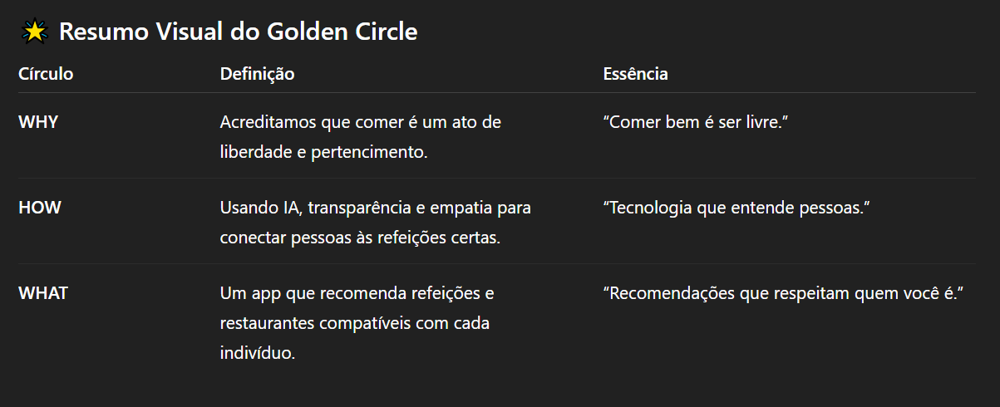 🌟 Resumo Visual do Golden Circle
Círculo Definição Essência
WHY Acreditamos que comer é um ato de “Comer bem é ser livre.”
liberdade e pertencimento.
HOW Usando IA, transparência e empatia para “Tecnologia que entende pessoas.”
conectar pessoas às refeições certas.
WHAT Um app que recomenda refeições e “Recomendações que respeitam quem você é.”
restaurantes compatíveis com cada
indivíduo.